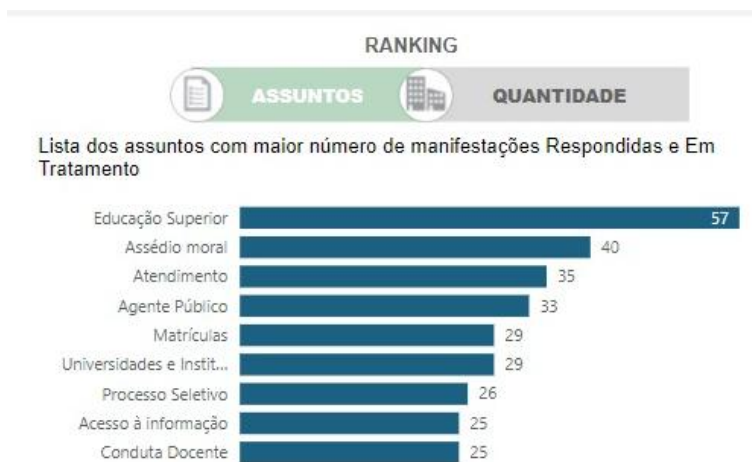 RANKING
ASSUNTOS QUANTIDADE
Lista dos assuntos com maior número de manifestações Respondidas e Em
Tratamento
Educação Superior 57
Assédio moral 40
Atendimento 35
Agente Público 33
Matrículas 29
Universidades e Instit... 29
Processo Seletivo 26
Acesso à informação 25
Conduta Docente 25